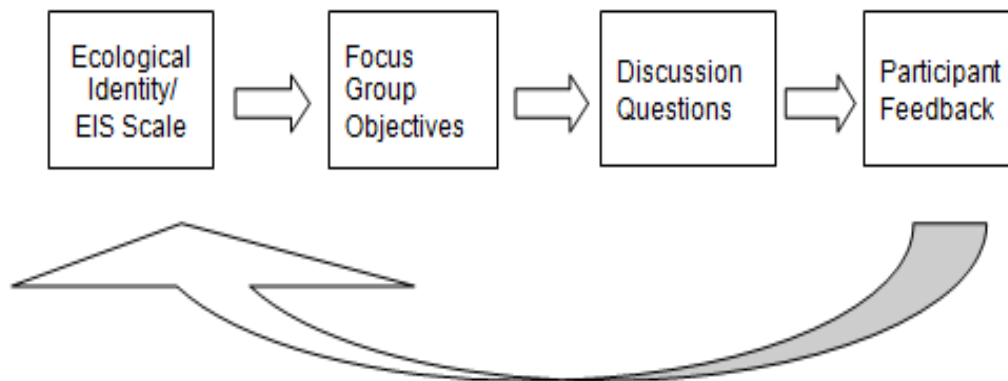 Ecological
Identity/
EIS Scale
Focus
Group
Objectives
Discussion
Questions
Participant
Feedback